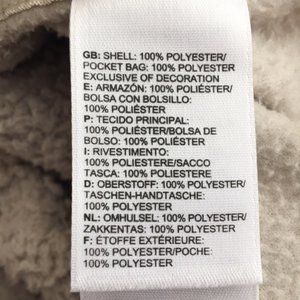 GB: SHELL: 100% POLYESTER/
POCKET BAG: 100% POLYESTER
EXCLUSIVE OF DECORATION
E: ARMAZÓN: 100% POLIÉSTER/
BOLSA CON BOLSILLO:
100% POLIÉSTER
P: TECIDO PRINCIPAL:
100% POLIÉSTER/BOLSA DE
BOLSO: 100% POLIÉSTER
I: RIVESTIMENTO:
100% POLIESTERE/SACCO
TASCA: 100% POLIESTERE
D: OBERSTOFF: 100% POLYESTER/
TASCHEN-HANDTASCHE:
100% POLYESTER
NL: OMHULSEL: 100% POLYESTER/
ZAKKENTAS: 100% POLYESTER
F: ÉTOFFE EXTÉRIEURE:
100% POLYESTER/POCHE:
100% POLYESTER